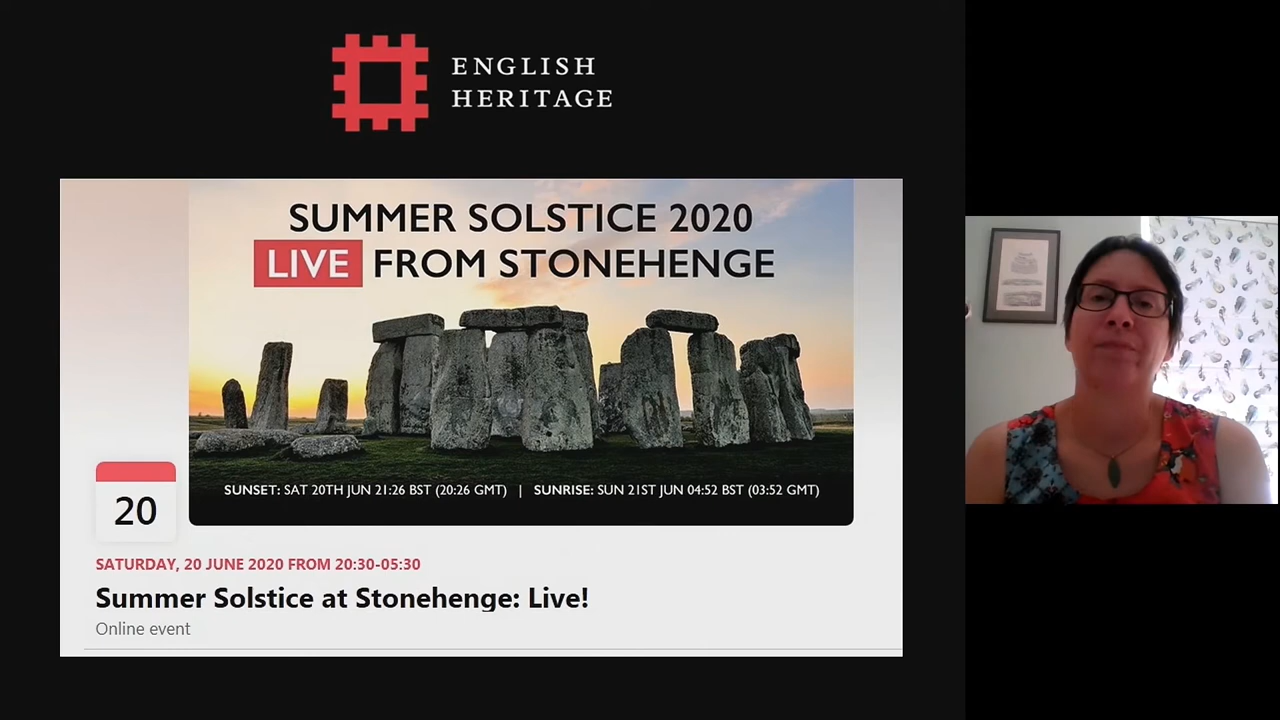 ENGLISH
HERITAGE
SUMMER SOLSTICE 2020
LIVE FROM STONEHENGE
SUNSET: SAT 20TH JUN 21:26 BST (20:26 GMT) | SUNRISE: SUN 21ST JUN 04:52 BST (03:52 GMT)
20
SATURDAY, 20 JUNE 2020 FROM 20:30-05:30
Summer Solstice at Stonehenge: Live!
Online event